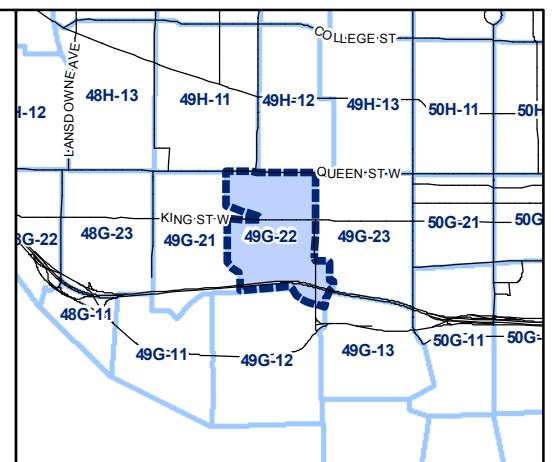 COLLEGE ST
LANSDOWNE AVE
48H-13
49H-11
49H-12
49H-13
50H-11
50H
H-12
QUEEN ST W
KING ST W
8G-22
48G-23
49G-21
49G-22
49G-23
50G-21
50G
48G-11
49G-11
49G-12
49G-13
50G-11
50G-